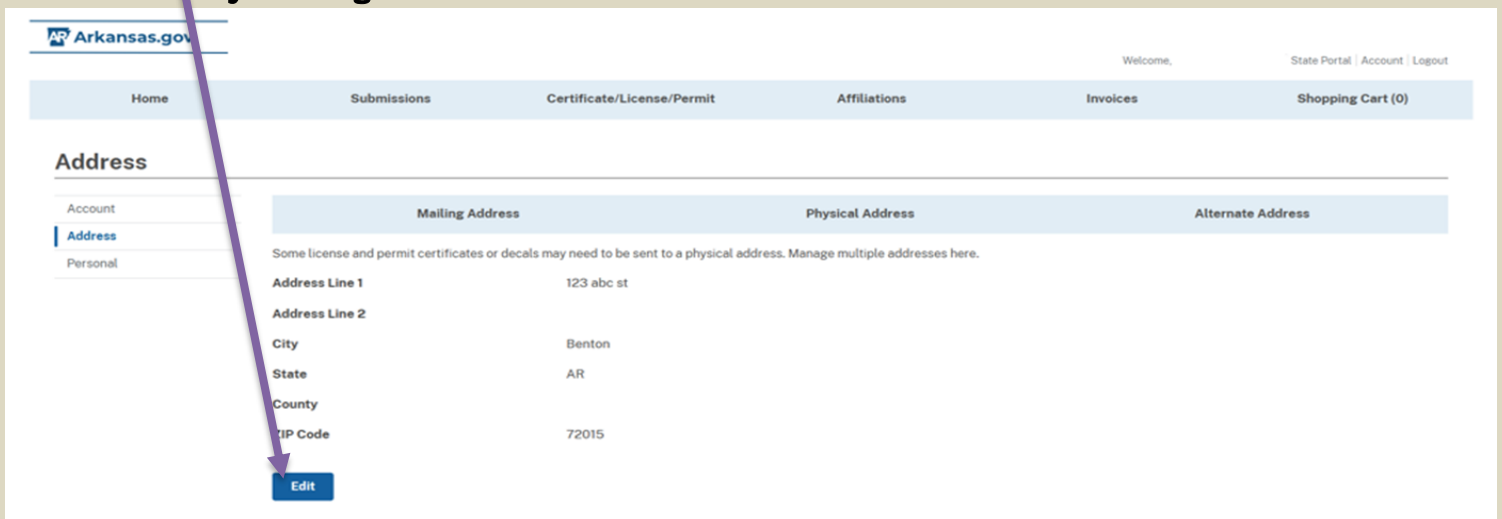 AR Arkansas.gov
Welcome, State Portal | Account | Logout
Home Submissions Certificate/License/Permit Affiliations Invoices Shopping Cart (0)
Address
Account
Address
Personal
Mailing Address Physical Address Alternate Address
Some license and permit certificates or decals may need to be sent to a physical address. Manage multiple addresses here.
Address Line 1 123 abc st
Address Line 2
City Benton
State AR
County
ZIP Code 72015
Edit